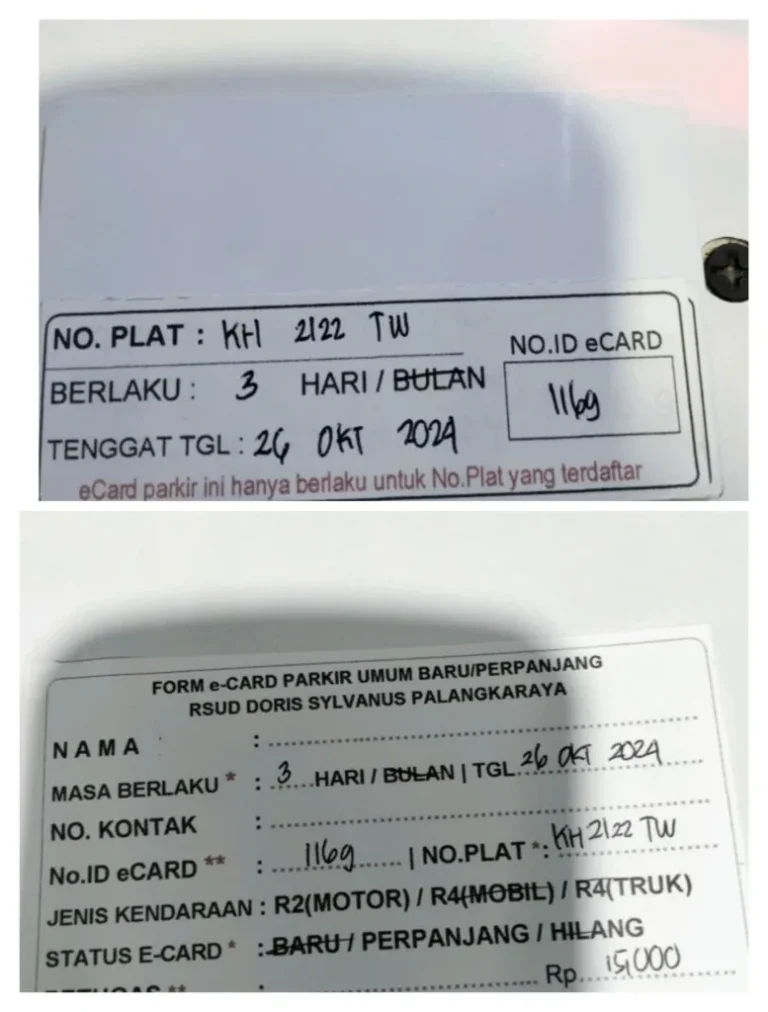 NO. PLAT : KH 2122 TW
NO.ID eCARD
BERLAKU : 3 HARI / BULAN
1169
TENGGAT TGL : 26 OKT 2024
eCard parkir ini hanya berlaku untuk No.Plat yang terdaftar
FORM e-CARD PARKIR UMUM BARU/PERPANJANG
RSUD DORIS SYLVANUS PALANGKARAYA
NAMA :
MASA BERLAKU * : 3 HARI / BULAN | TGL 26 OKT 2024
NO. KONTAK :
No.ID eCARD ** : 1169 | NO.PLAT *: KH 2122 TW
JENIS KENDARAAN : R2(MOTOR) / R4(MOBIL) / R4(TRUK)
STATUS E-CARD * : BARU / PERPANJANG / HILANG
PETUGAS ** : Rp. 15,000